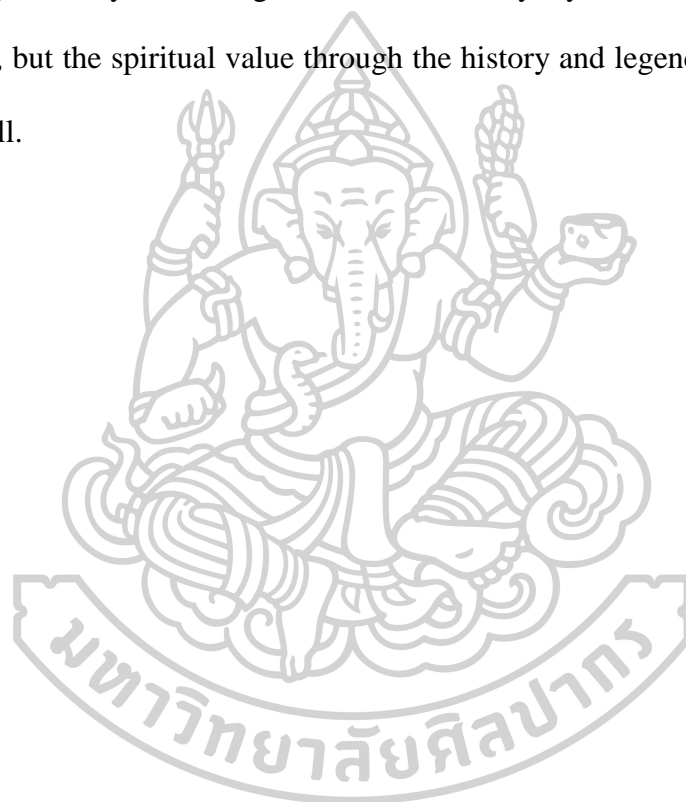 , but the spiritual value through the history and legend
ll.
มหาวิทยาลัยศิลปากร